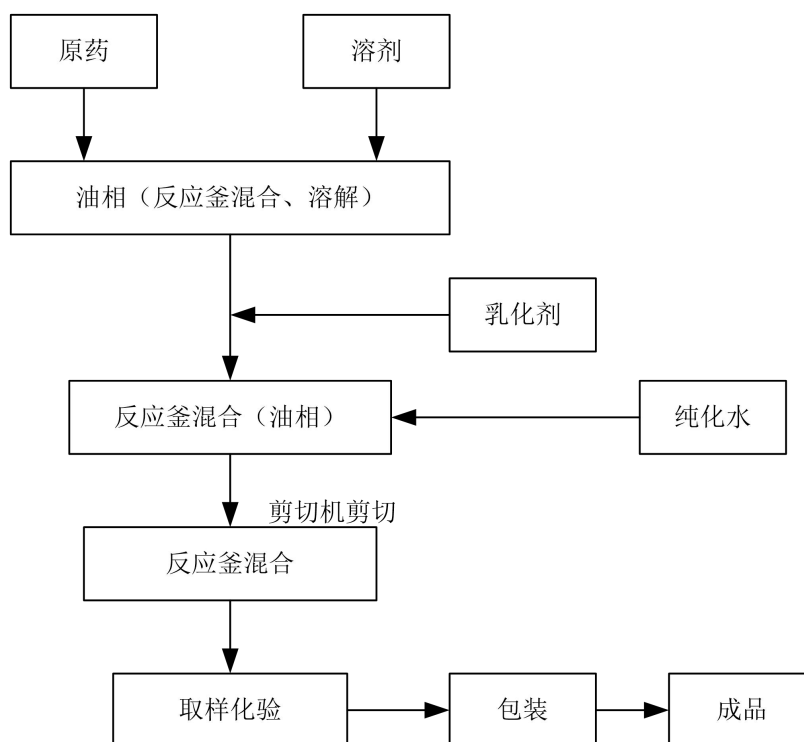 原药
溶剂
油相（反应釜混合、溶解）
乳化剂
反应釜混合（油相）
纯化水
剪切机剪切
反应釜混合
取样化验
包装
成品